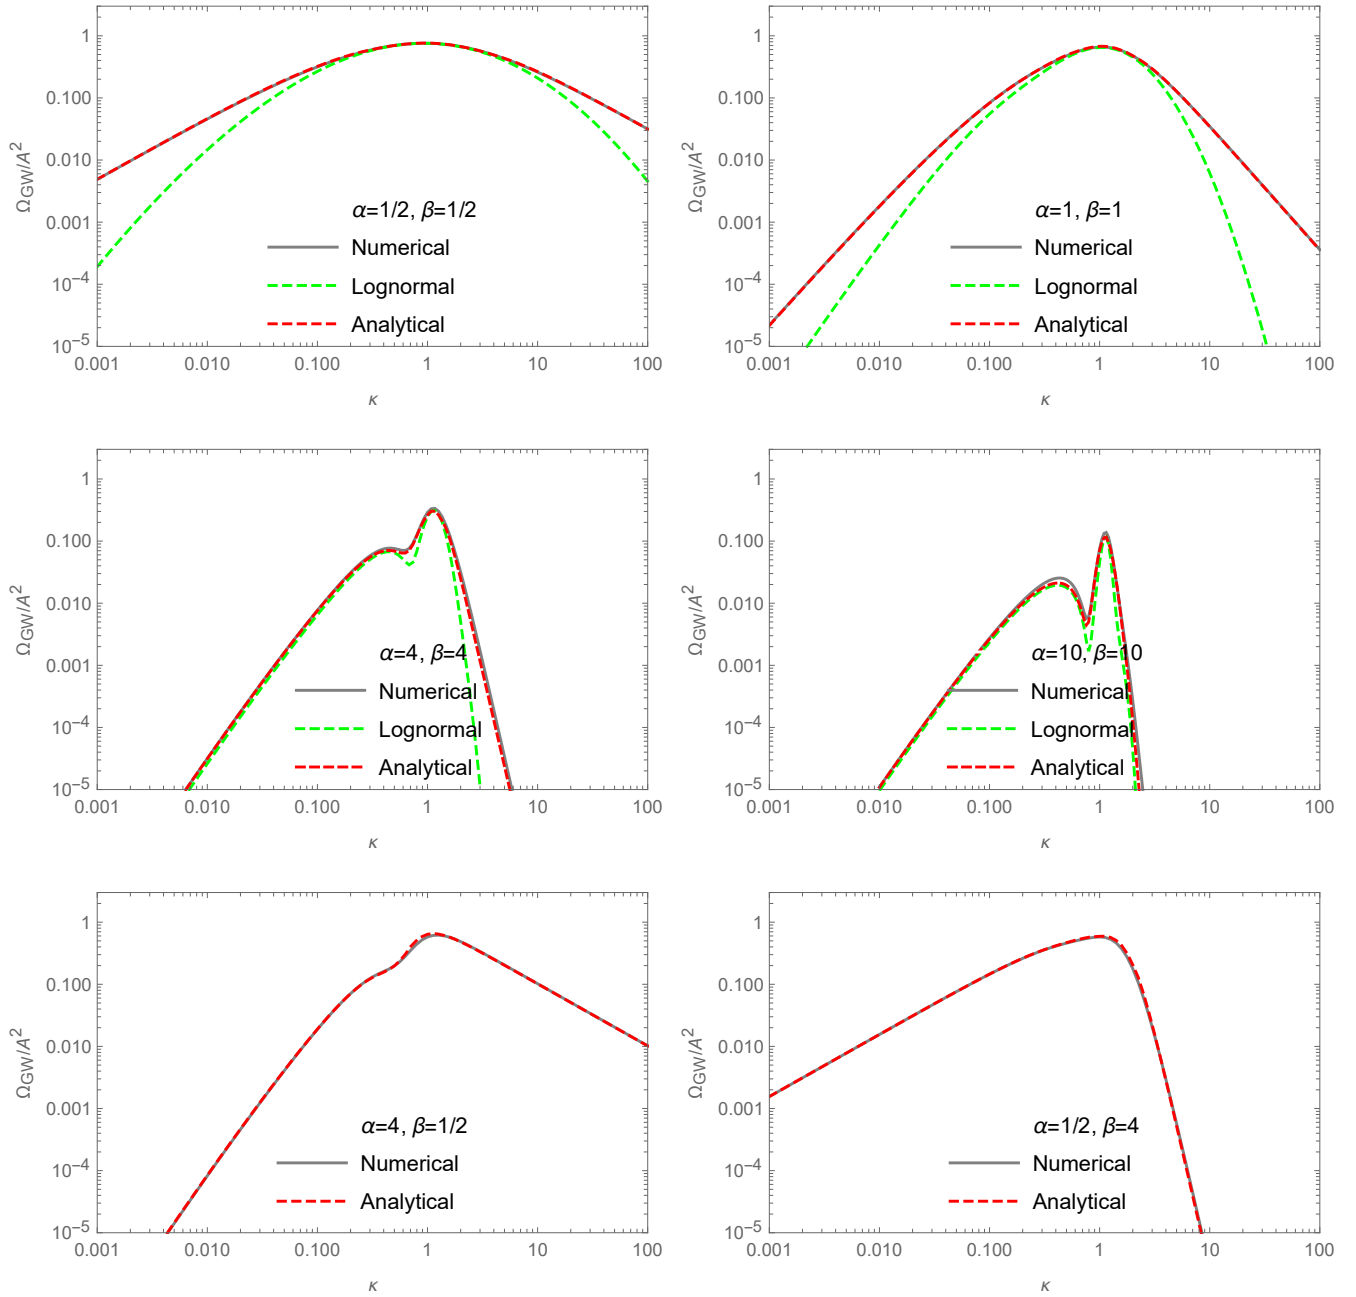 1
0.100
0.010
0.001
10⁻⁴
10⁻⁵
Ω_GW/A²
α=1/2, β=1/2
Numerical
Lognormal
Analytical
0.001 0.010 0.100 1 10 100
κ
1
0.100
0.010
0.001
10⁻⁴
10⁻⁵
Ω_GW/A²
α=1, β=1
Numerical
Lognormal
Analytical
0.001 0.010 0.100 1 10 100
κ
1
0.100
0.010
0.001
10⁻⁴
10⁻⁵
Ω_GW/A²
α=4, β=4
Numerical
Lognormal
Analytical
0.001 0.010 0.100 1 10 100
κ
1
0.100
0.010
0.001
10⁻⁴
10⁻⁵
Ω_GW/A²
α=10, β=10
Numerical
Lognormal
Analytical
0.001 0.010 0.100 1 10 100
κ
1
0.100
0.010
0.001
10⁻⁴
10⁻⁵
Ω_GW/A²
α=4, β=1/2
Numerical
Analytical
0.001 0.010 0.100 1 10 100
κ
1
0.100
0.010
0.001
10⁻⁴
10⁻⁵
Ω_GW/A²
α=1/2, β=4
Numerical
Analytical
0.001 0.010 0.100 1 10 100
κ